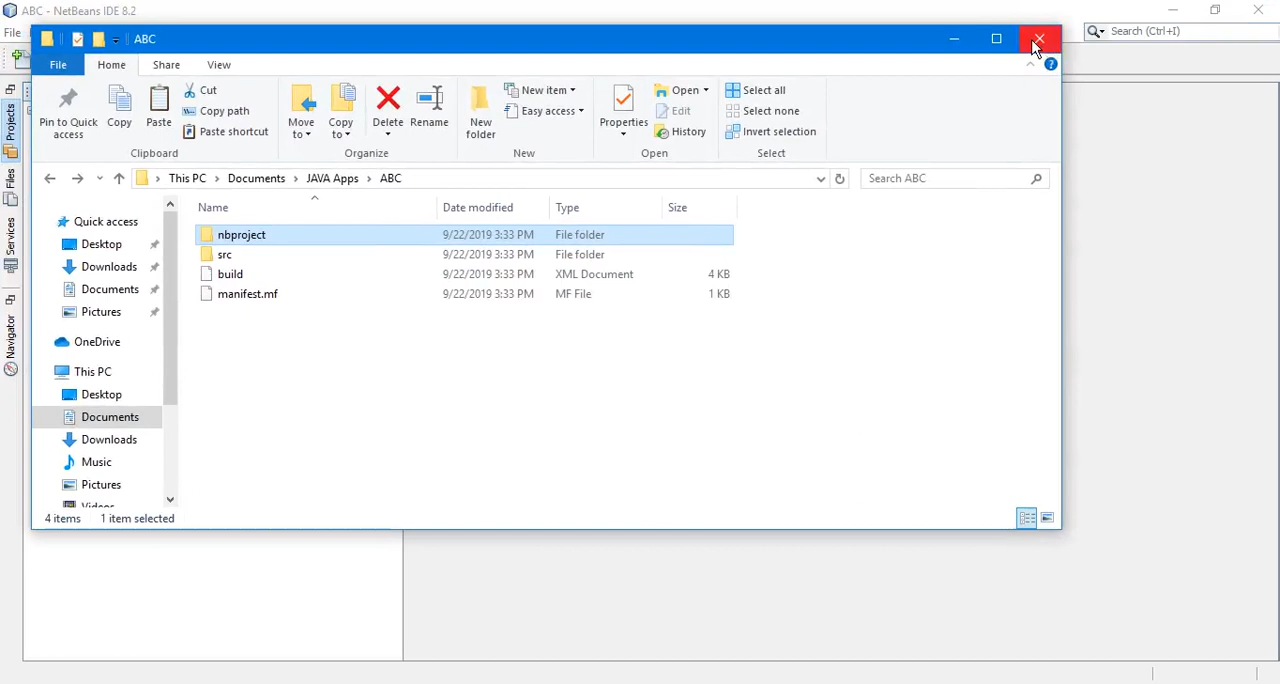 ABC - NetBeans IDE 8.2
File
Search (Ctrl+I)
ABC
File Home Share View
Pin to Quick access
Copy
Paste
Cut
Copy path
Paste shortcut
Clipboard
Move to
Copy to
Delete
Rename
Organize
New folder
New item
Easy access
New
Properties
Open
Edit
History
Open
Select all
Select none
Invert selection
Select
This PC Documents JAVA Apps ABC
Search ABC
Name Date modified Type Size
nbproject 9/22/2019 3:33 PM File folder
src 9/22/2019 3:33 PM File folder
build 9/22/2019 3:33 PM XML Document 4 KB
manifest.mf 9/22/2019 3:33 PM MF File 1 KB
Quick access
Desktop
Downloads
Documents
Pictures
OneDrive
This PC
Desktop
Documents
Downloads
Music
Pictures
Videos
4 items 1 item selected
Projects
Files
Services
Navigator